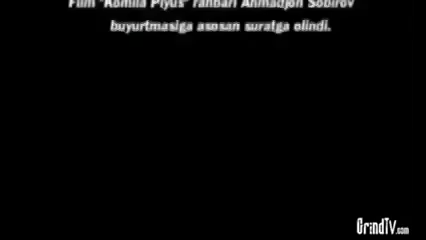 Film "Komila Plyus" rahbari Ahmadjon Sobirov
buyurtmasiga asosan suratga olindi.
GrindTV.com